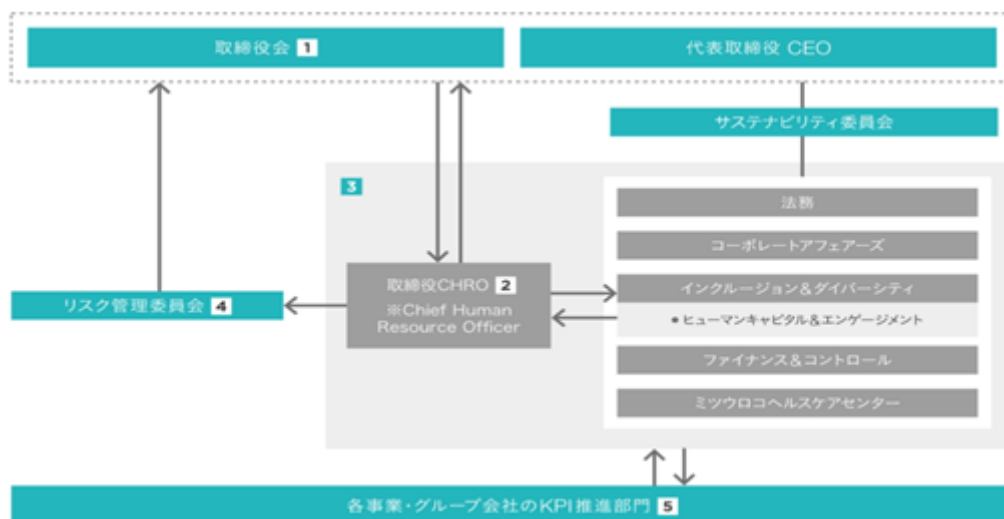 取締役会 1
代表取締役 CEO
サステナビリティ委員会
3
法務
コーポレートアフェアーズ
取締役CHRO 2
※Chief Human
Resource Officer
インクルージョン&ダイバーシティ
* ヒューマンキャピタル&エンゲージメント
リスク管理委員会 4
ファイナンス&コントロール
ミツウロコヘルスケアセンター
各事業・グループ会社のKPI推進部門 5